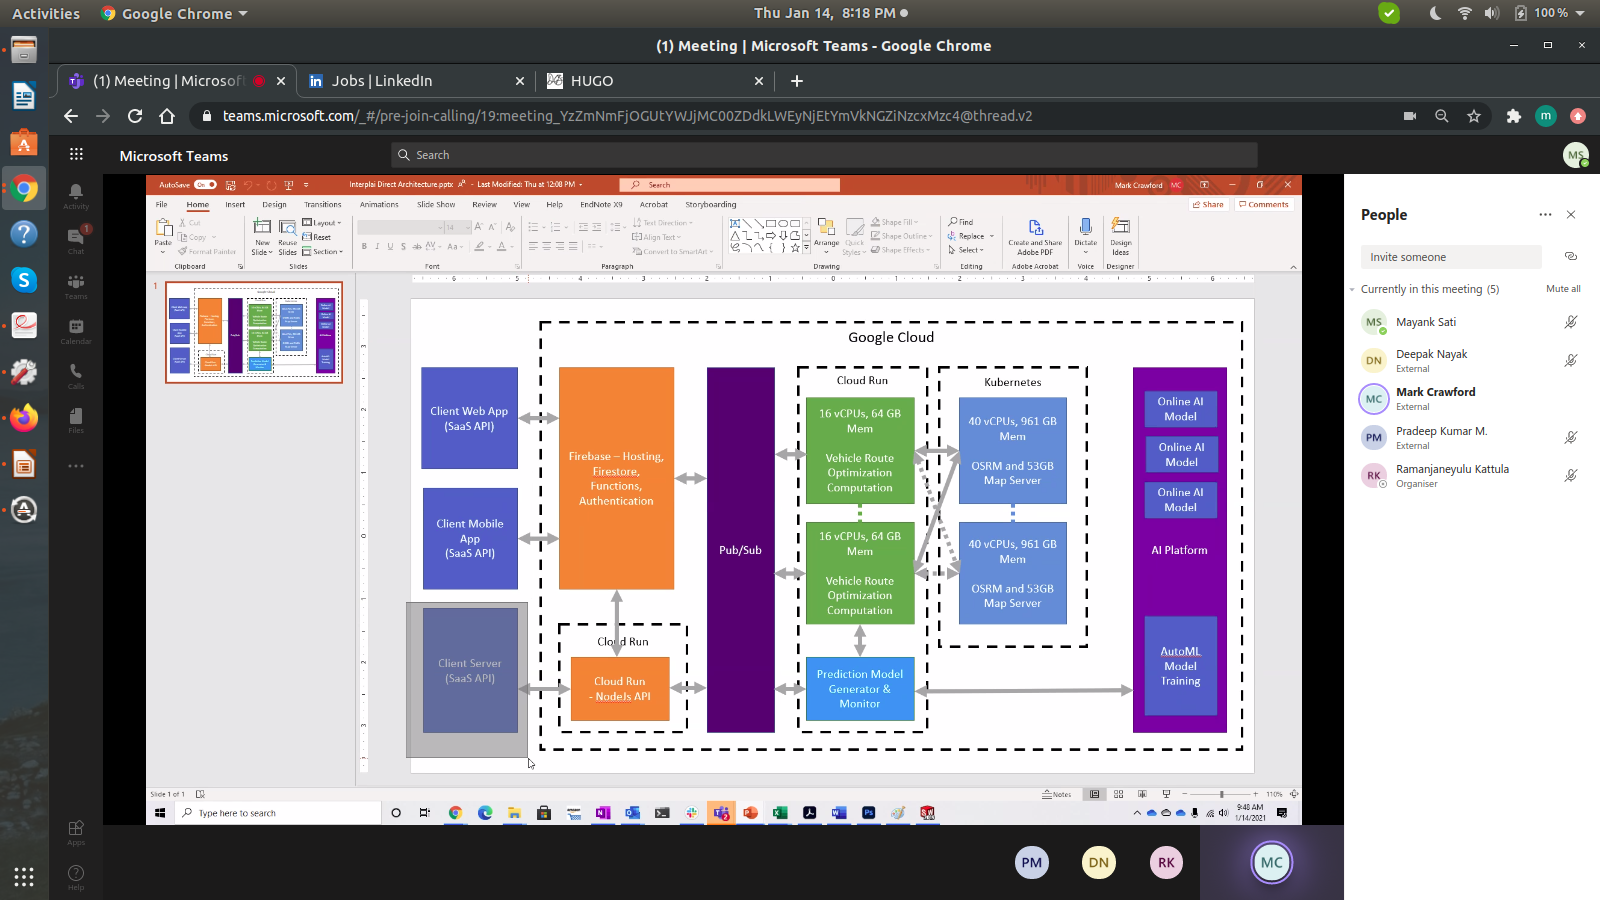 Activities
Google Chrome
Thu Jan 14, 8:18 PM
100 %
(1) Meeting | Microsoft Teams - Google Chrome
(1) Meeting | Microsof
Jobs | LinkedIn
HUGO
teams.microsoft.com/_#/pre-join-calling/19:meeting_YzZmNmFjOGUtYWJjMC00ZDdkLWEyNjEtYmVkNGZiNzcxMzc4@thread.v2
m
Microsoft Teams
Search
MS
Activity
Chat
1
Teams
Calendar
Calls
Files
Apps
Help
AutoSave On
Interplai Direct Architecture.pptx
- Last Modified: Thu at 12:08 PM
Search
Mark Crawford MC
File Home Insert Design Transitions Animations Slide Show Review View Help EndNote X9 Acrobat Storyboarding
Share
Comments
Paste
Cut
Copy
Format Painter
Clipboard
New Slide
Reuse Slides
Layout
Reset
Section
Slides
14
Font
Text Direction
Align Text
Convert to SmartArt
Paragraph
Arrange
Quick Styles
Shape Fill
Shape Outline
Shape Effects
Drawing
Find
Replace
Select
Editing
Create and Share Adobe PDF
Adobe Acrobat
Dictate
Voice
Design Ideas
Designer
1
Google Cloud
Client Web App
(SaaS API)
Client Mobile
App
(SaaS API)
Client Server
(SaaS API)
Firebase – Hosting,
Firestore,
Functions,
Authentication
Cloud Run
Cloud Run
- NodeJs API
Pub/Sub
Cloud Run
16 vCPUs, 64 GB
Mem
Vehicle Route
Optimization
Computation
16 vCPUs, 64 GB
Mem
Vehicle Route
Optimization
Computation
Prediction Model
Generator &
Monitor
Kubernetes
40 vCPUs, 961 GB
Mem
OSRM and 53GB
Map Server
40 vCPUs, 961 GB
Mem
OSRM and 53GB
Map Server
Online AI
Model
Online AI
Model
Online AI
Model
AI Platform
AutoML
Model
Training
Slide 1 of 1
Notes
110%
Type here to search
9:48 AM
1/14/2021
PM
DN
RK
MC
People
Invite someone
Currently in this meeting (5)
Mute all
MS
Mayank Sati
DN
Deepak Nayak
External
MC
Mark Crawford
External
PM
Pradeep Kumar M.
External
RK
Ramanjaneyulu Kattula
Organiser